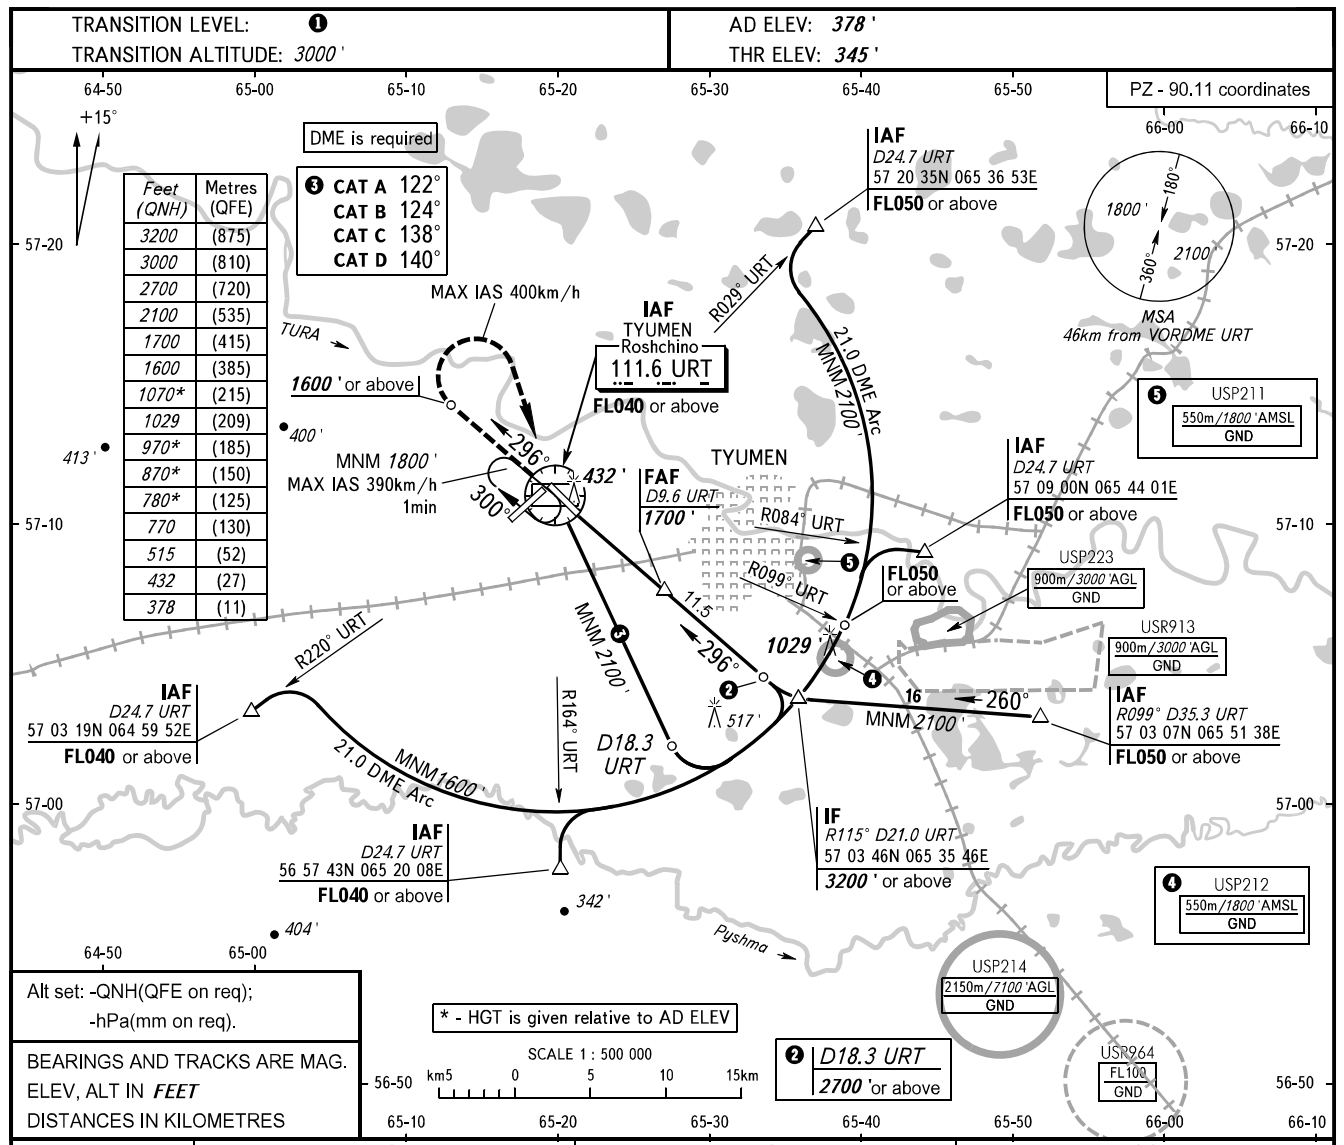 TRANSITION LEVEL: ❶
TRANSITION ALTITUDE: 3000 '
AD ELEV: 378 '
THR ELEV: 345 '
64-50 65-00 65-10 65-20 65-30 65-40 65-50
PZ - 90.11 coordinates
66-00 66-10
+15°
DME is required
❸ CAT A 122°
CAT B 124°
CAT C 138°
CAT D 140°
Feet (QNH) Metres (QFE)
3200 (875)
3000 (810)
2700 (720)
2100 (535)
1700 (415)
1600 (385)
1070* (215)
1029 (209)
970* (185)
870* (150)
780* (125)
770 (130)
515 (52)
432 (27)
378 (11)
IAF
D24.7 URT
57 20 35N 065 36 53E
FL050 or above
180°
1800 '
2100 '
360°
MSA
46km from VORDME URT
57-20
57-20
R029° URT
MAX IAS 400km/h
TURA
IAF
TYUMEN
Roshchino
111.6 URT
FL040 or above
21.0 DME Arc
MNM 2100 '
1600 ' or above
❺ USP211
550m/1800 'AMSL
GND
400 '
413 '
296°
MNM 1800 '
MAX IAS 390km/h
1min
300°
432 '
FAF
D9.6 URT
1700 '
TYUMEN
IAF
D24.7 URT
57 09 00N 065 44 01E
FL050 or above
57-10
57-10
R084° URT
❺
R099° URT
FL050
or above
USP223
900m/3000 'AGL
GND
11.5
MNM 2100 '
❸
296°
1029 '
❹
❷
517 '
USR913
900m/3000 'AGL
GND
R220° URT
IAF
D24.7 URT
57 03 19N 064 59 52E
FL040 or above
16
260°
MNM 2100 '
IAF
R099° D35.3 URT
57 03 07N 065 51 38E
FL050 or above
R164° URT
D18.3
URT
MNM1600 '
21.0 DME Arc
57-00
57-00
IAF
D24.7 URT
56 57 43N 065 20 08E
FL040 or above
IF
R115° D21.0 URT
57 03 46N 065 35 46E
3200 ' or above
❹ USP212
550m/1800 'AMSL
GND
342 '
404 '
Pyshma
64-50 65-00
USP214
2150m/7100 'AGL
GND
Alt set: -QNH(QFE on req);
-hPa(mm on req).
* - HGT is given relative to AD ELEV
BEARINGS AND TRACKS ARE MAG.
ELEV, ALT IN FEET
DISTANCES IN KILOMETRES
SCALE 1 : 500 000
km5 0 5 10 15km
❷ D18.3 URT
2700 'or above
USR964
FL100
GND
56-50
56-50
65-10 65-20 65-30 65-40 65-50 66-00 66-10